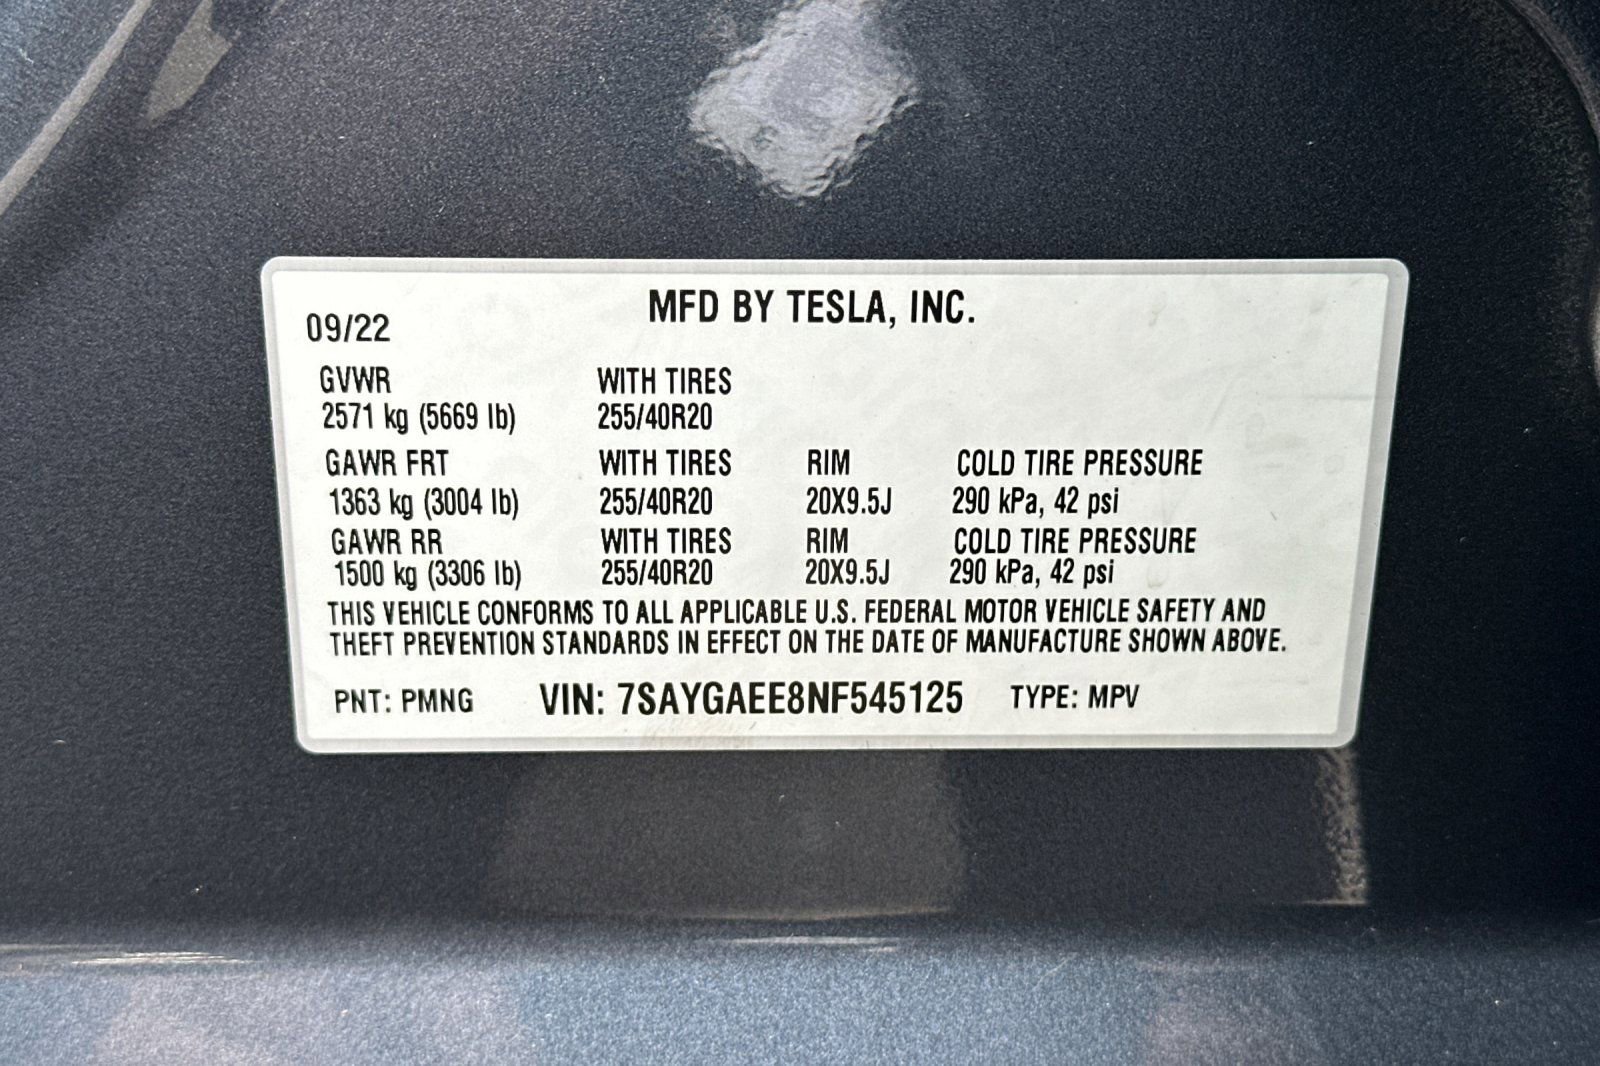 MFD BY TESLA, INC.
09/22
GVWR WITH TIRES
2571 kg (5669 lb) 255/40R20
GAWR FRT WITH TIRES RIM COLD TIRE PRESSURE
1363 kg (3004 lb) 255/40R20 20X9.5J 290 kPa, 42 psi
GAWR RR WITH TIRES RIM COLD TIRE PRESSURE
1500 kg (3306 lb) 255/40R20 20X9.5J 290 kPa, 42 psi
THIS VEHICLE CONFORMS TO ALL APPLICABLE U.S. FEDERAL MOTOR VEHICLE SAFETY AND
THEFT PREVENTION STANDARDS IN EFFECT ON THE DATE OF MANUFACTURE SHOWN ABOVE.
PNT: PMNG VIN: 7SAYGAEE8NF545125 TYPE: MPV